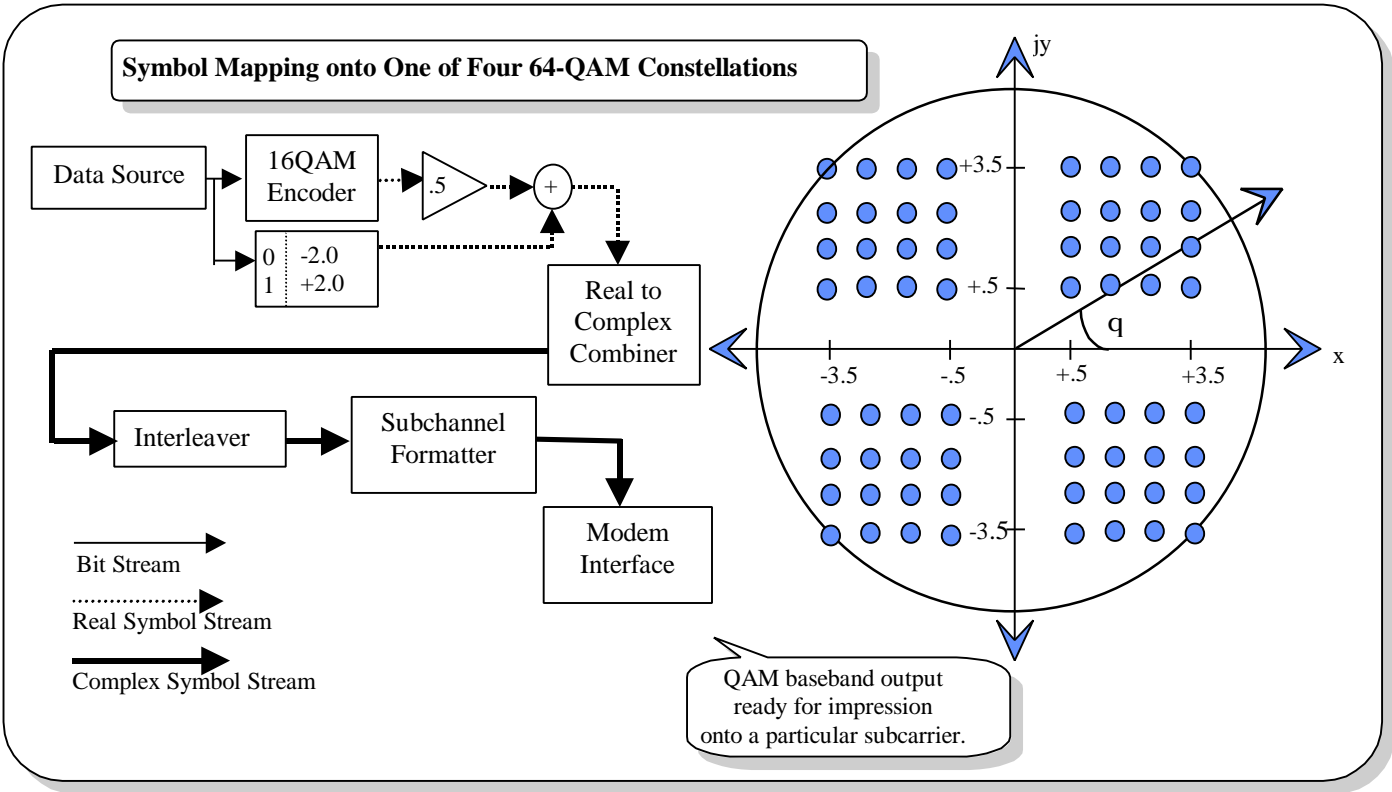 Symbol Mapping onto One of Four 64-QAM Constellations
Data Source
16QAM
Encoder
.5
+
0 -2.0
1 +2.0
Real to
Complex
Combiner
Interleaver
Subchannel
Formatter
Modem
Interface
Bit Stream
Real Symbol Stream
Complex Symbol Stream
jy
+3.5
+.5
q
x
-3.5
-.5
+.5
+3.5
-.5
-3.5
QAM baseband output
ready for impression
onto a particular subcarrier.